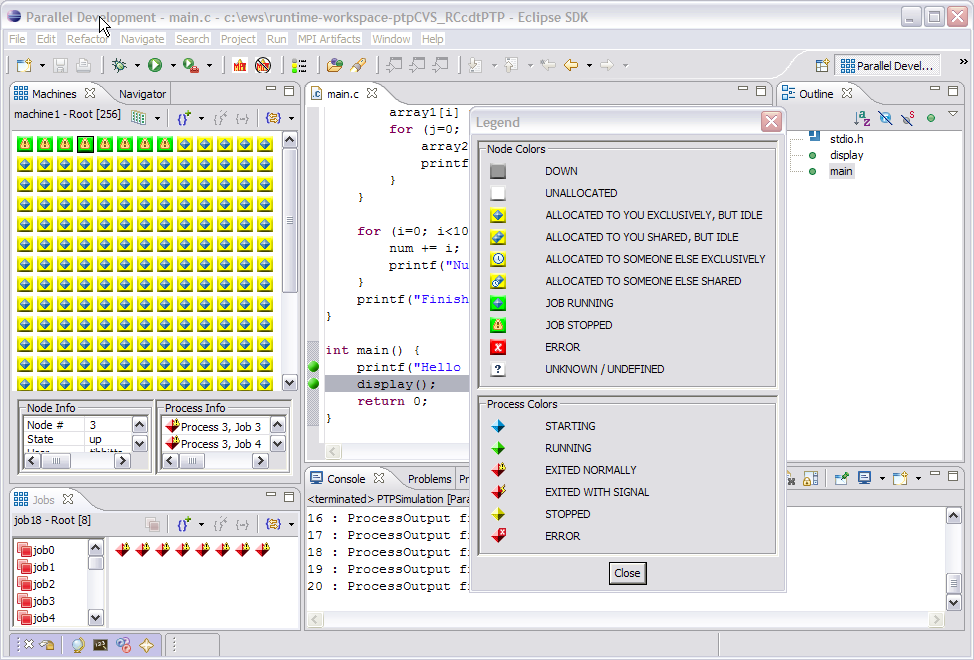 Parallel Development - main.c - c:\ews\runtime-workspace-ptpCVS_RCcdtPTP - Eclipse SDK
File Edit Refactor Navigate Search Project Run MPI Artifacts Window Help
MPI MPI
Parallel Devel... »
Machines Navigator
machine1 - Root [256]
Node Info
Node # 3
State up
Process Info
Process 3, Job 3
Process 3, Job 4
Jobs
job18 - Root [8]
job0
job1
job2
job3
job4
main.c
array1[i]
for (j=0;
array2
printf
}
}
for (i=0; i<10
num += i;
printf("Nu
}
printf("Finish
}
int main() {
printf("Hello
display();
return 0;
}
Outline
stdio.h
display
main
Legend
Node Colors
DOWN
UNALLOCATED
ALLOCATED TO YOU EXCLUSIVELY, BUT IDLE
ALLOCATED TO YOU SHARED, BUT IDLE
ALLOCATED TO SOMEONE ELSE EXCLUSIVELY
ALLOCATED TO SOMEONE ELSE SHARED
JOB RUNNING
JOB STOPPED
ERROR
? UNKNOWN / UNDEFINED
Process Colors
STARTING
RUNNING
EXITED NORMALLY
EXITED WITH SIGNAL
STOPPED
ERROR
Close
Console Problems Pr
<terminated> PTPSimulation [Para
16 : ProcessOutput f
17 : ProcessOutput f
18 : ProcessOutput f
19 : ProcessOutput f
20 : ProcessOutput f